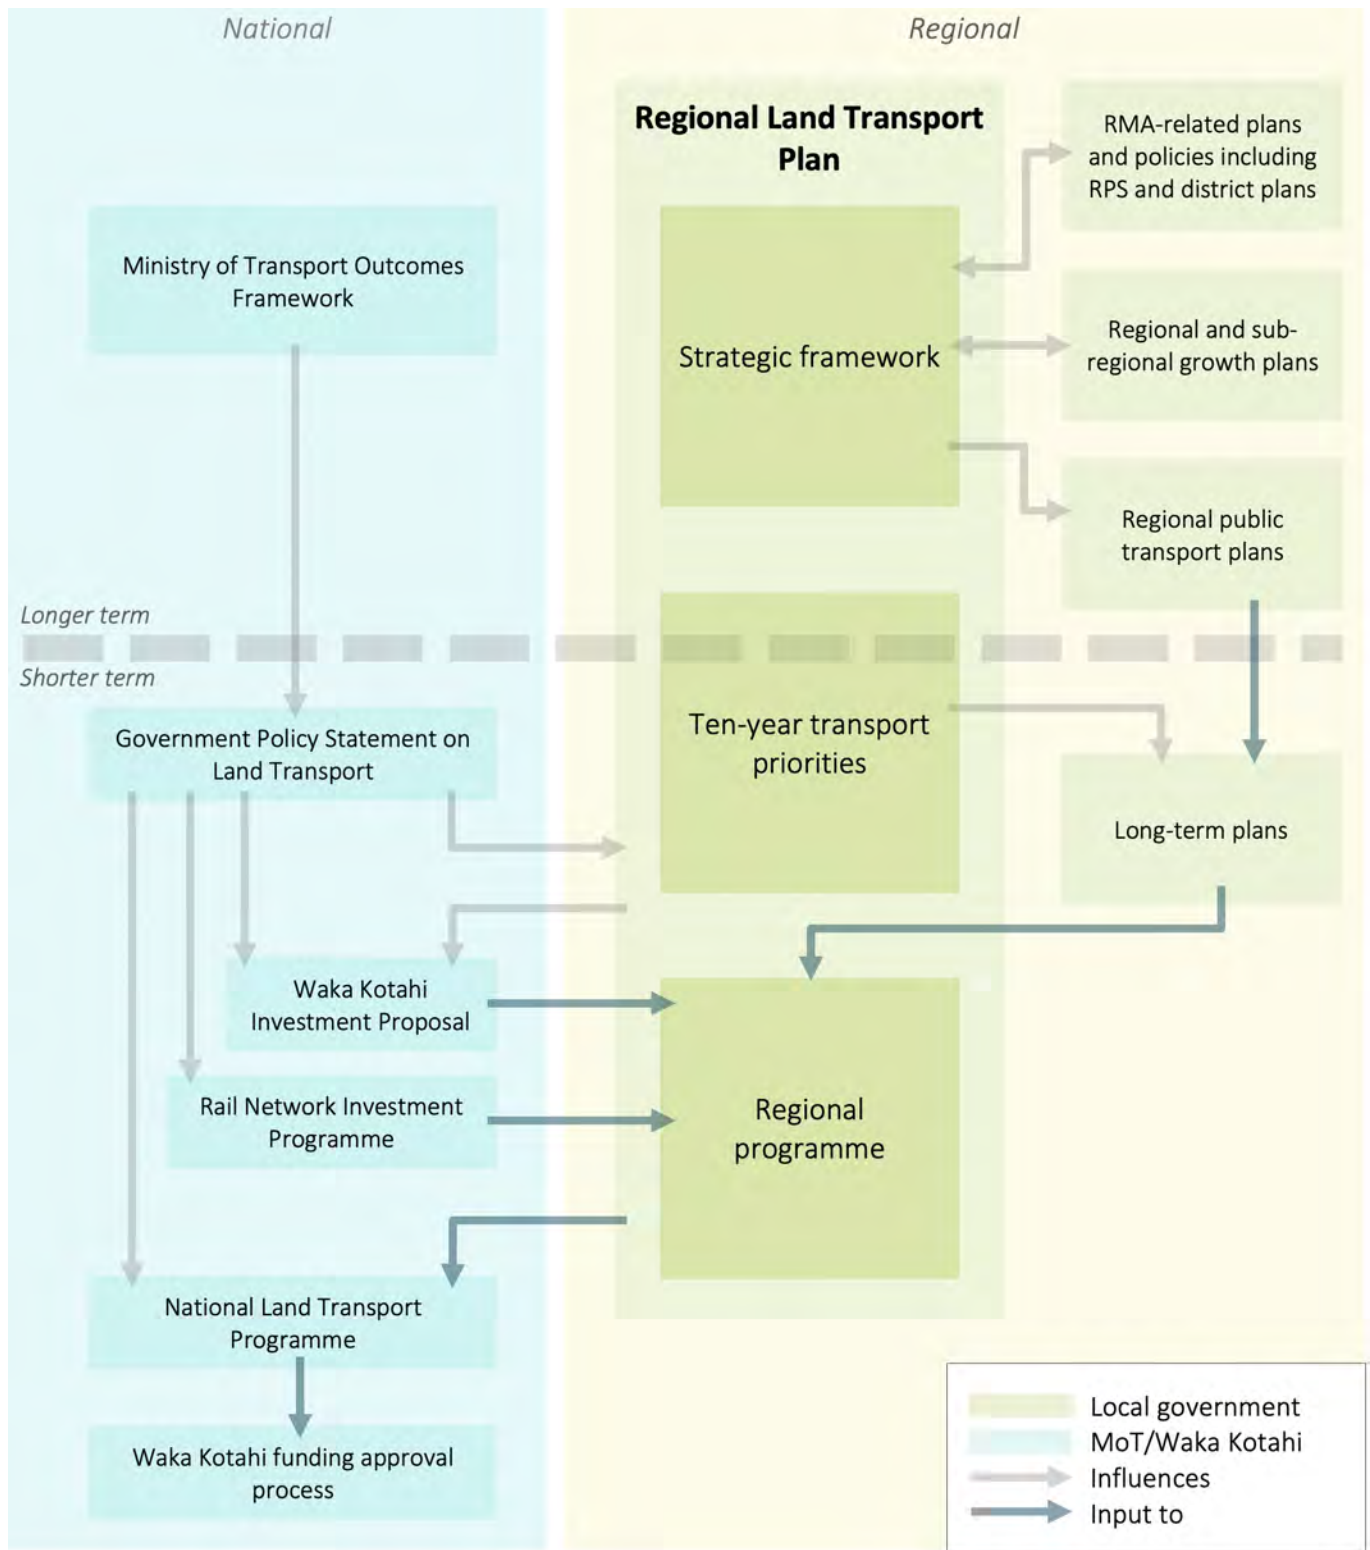 National
Regional
Regional Land Transport
Plan
RMA-related plans
and policies including
RPS and district plans
Ministry of Transport Outcomes
Framework
Strategic framework
Regional and sub-
regional growth plans
Regional public
transport plans
Longer term
Shorter term
Government Policy Statement on
Land Transport
Ten-year transport
priorities
Long-term plans
Waka Kotahi
Investment Proposal
Rail Network Investment
Programme
Regional
programme
National Land Transport
Programme
Waka Kotahi funding approval
process
Local government
MoT/Waka Kotahi
Influences
Input to